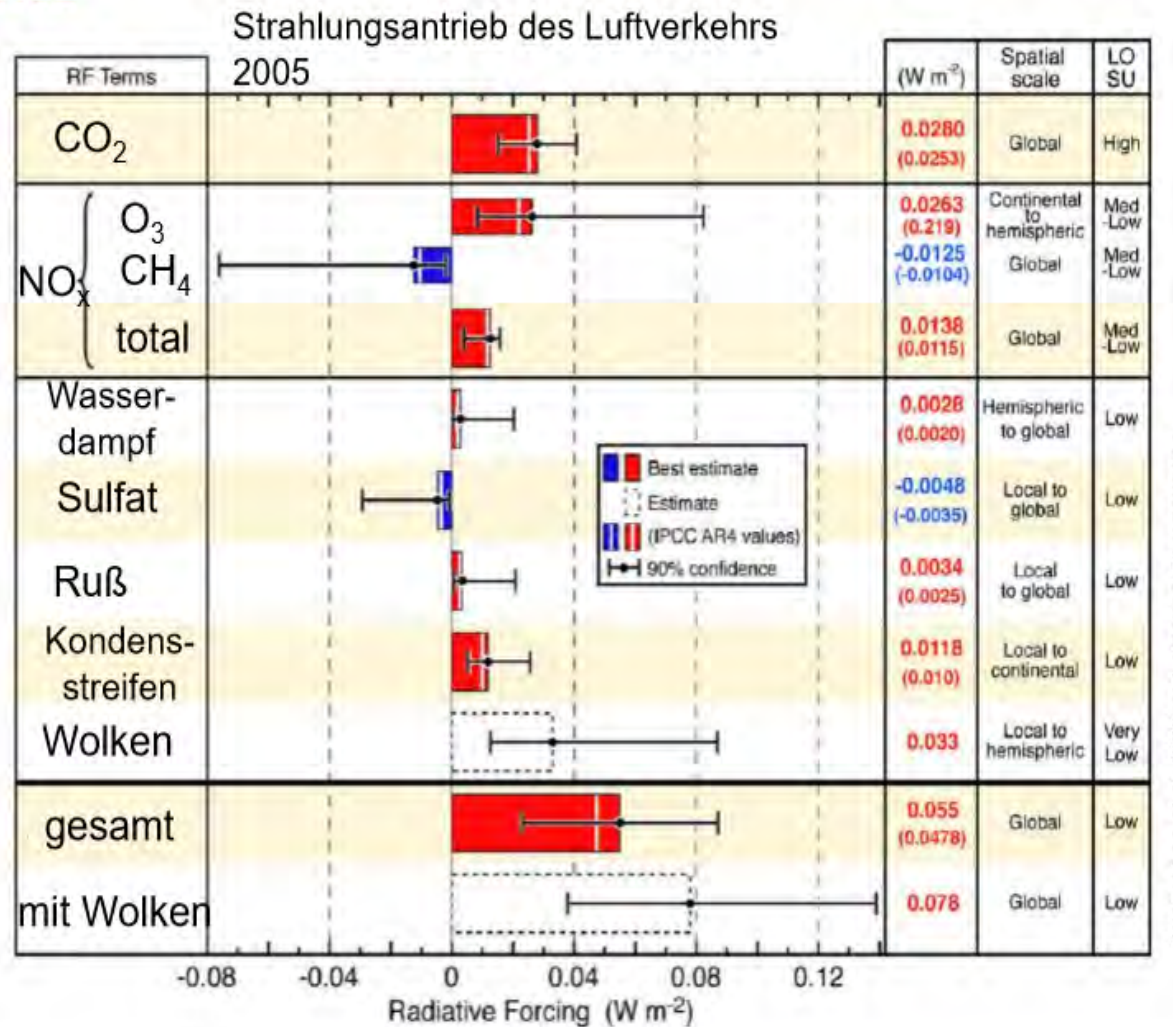 Strahlungsantrieb des Luftverkehrs
2005
RF Terms
(W m⁻²)
Spatial
scale
LO
SU
CO₂
0.0280
(0.0253)
Global
High
NOₓ
O₃
0.0263
(0.219)
Continental
to
hemispheric
Med
-Low
CH₄
-0.0125
(-0.0104)
Global
Med
-Low
total
0.0138
(0.0115)
Global
Med
-Low
Wasser-
dampf
0.0028
(0.0020)
Hemispheric
to global
Low
Sulfat
-0.0048
(-0.0035)
Local to
global
Low
Ruß
0.0034
(0.0025)
Local
to global
Low
Kondens-
streifen
0.0118
(0.010)
Local to
continental
Low
Wolken
0.033
Local to
hemispheric
Very
Low
gesamt
0.055
(0.0478)
Global
Low
mit Wolken
0.078
Global
Low
Best estimate
Estimate
(IPCC AR4 values)
90% confidence
-0.08 -0.04 0 0.04 0.08 0.12
Radiative Forcing (W m⁻²)